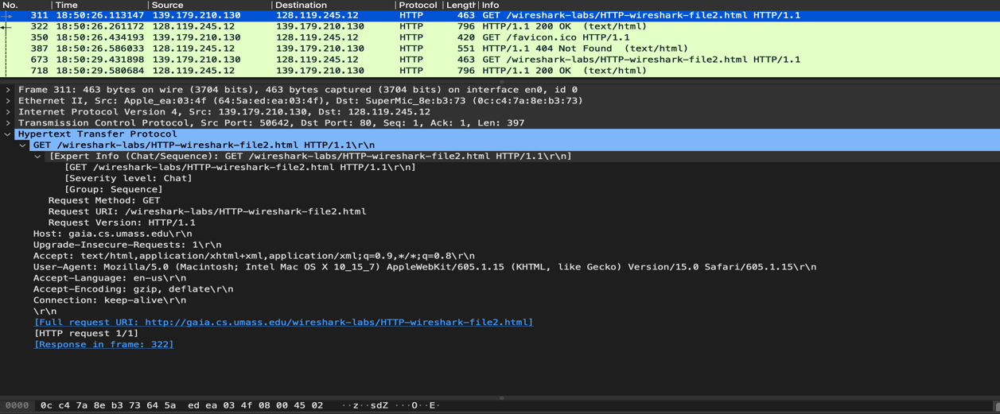 No. Time Source Destination Protocol Length Info
311 18:50:26.113147 139.179.210.130 128.119.245.12 HTTP 463 GET /wireshark-labs/HTTP-wireshark-file2.html HTTP/1.1
322 18:50:26.261172 128.119.245.12 139.179.210.130 HTTP 796 HTTP/1.1 200 OK (text/html)
350 18:50:26.434193 139.179.210.130 128.119.245.12 HTTP 420 GET /favicon.ico HTTP/1.1
387 18:50:26.586033 128.119.245.12 139.179.210.130 HTTP 551 HTTP/1.1 404 Not Found (text/html)
673 18:50:29.431898 139.179.210.130 128.119.245.12 HTTP 463 GET /wireshark-labs/HTTP-wireshark-file2.html HTTP/1.1
718 18:50:29.580684 128.119.245.12 139.179.210.130 HTTP 796 HTTP/1.1 200 OK (text/html)
Frame 311: 463 bytes on wire (3704 bits), 463 bytes captured (3704 bits) on interface en0, id 0
Ethernet II, Src: Apple_ea:03:4f (64:5a:ed:ea:03:4f), Dst: SuperMic_8e:b3:73 (0c:c4:7a:8e:b3:73)
Internet Protocol Version 4, Src: 139.179.210.130, Dst: 128.119.245.12
Transmission Control Protocol, Src Port: 50642, Dst Port: 80, Seq: 1, Ack: 1, Len: 397
Hypertext Transfer Protocol
GET /wireshark-labs/HTTP-wireshark-file2.html HTTP/1.1\r\n
[Expert Info (Chat/Sequence): GET /wireshark-labs/HTTP-wireshark-file2.html HTTP/1.1\r\n]
[GET /wireshark-labs/HTTP-wireshark-file2.html HTTP/1.1\r\n]
[Severity level: Chat]
[Group: Sequence]
Request Method: GET
Request URI: /wireshark-labs/HTTP-wireshark-file2.html
Request Version: HTTP/1.1
Host: gaia.cs.umass.edu\r\n
Upgrade-Insecure-Requests: 1\r\n
Accept: text/html,application/xhtml+xml,application/xml;q=0.9,*/*;q=0.8\r\n
User-Agent: Mozilla/5.0 (Macintosh; Intel Mac OS X 10_15_7) AppleWebKit/605.1.15 (KHTML, like Gecko) Version/15.0 Safari/605.1.15\r\n
Accept-Language: en-us\r\n
Accept-Encoding: gzip, deflate\r\n
Connection: keep-alive\r\n
\r\n
[Full request URI: http://gaia.cs.umass.edu/wireshark-labs/HTTP-wireshark-file2.html]
[HTTP request 1/1]
[Response in frame: 322]
0000 0c c4 7a 8e b3 73 64 5a ed ea 03 4f 08 00 45 02 ··z··sdZ ···O··E·